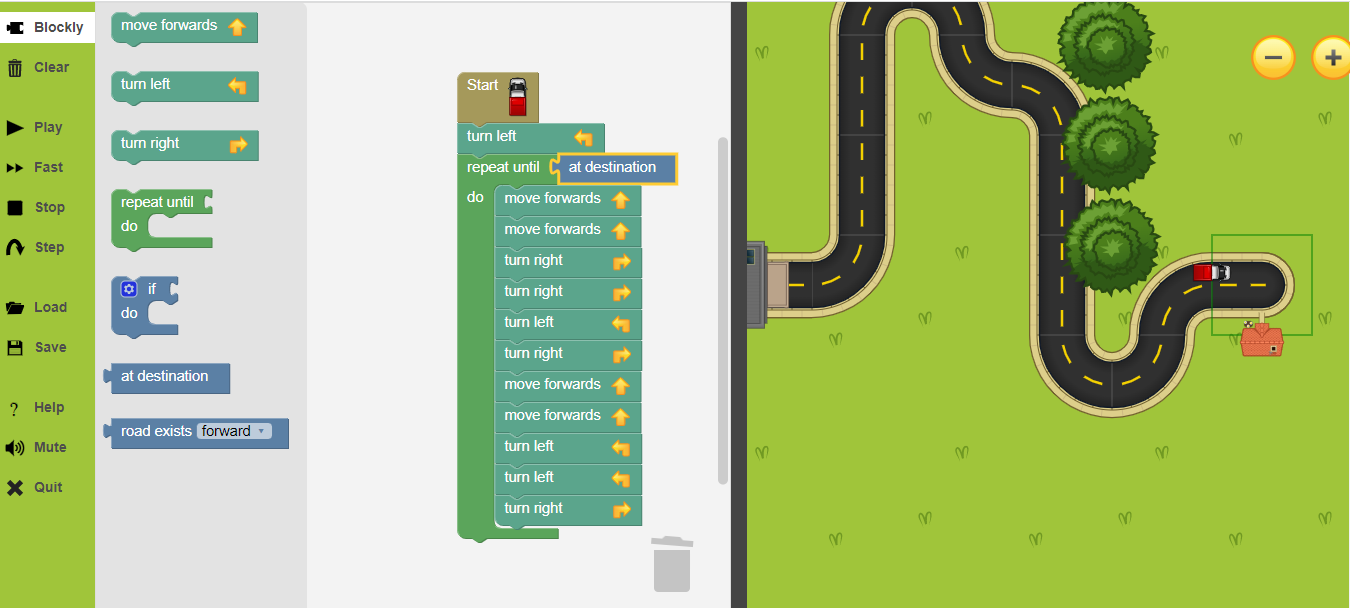 Blockly
Clear
Play
Fast
Stop
Step
Load
Save
Help
Mute
Quit
move forwards
turn left
turn right
repeat until
do
if
do
at destination
road exists forward
Start
turn left
repeat until at destination
do move forwards
move forwards
turn right
turn right
turn left
turn right
move forwards
move forwards
turn left
turn left
turn right